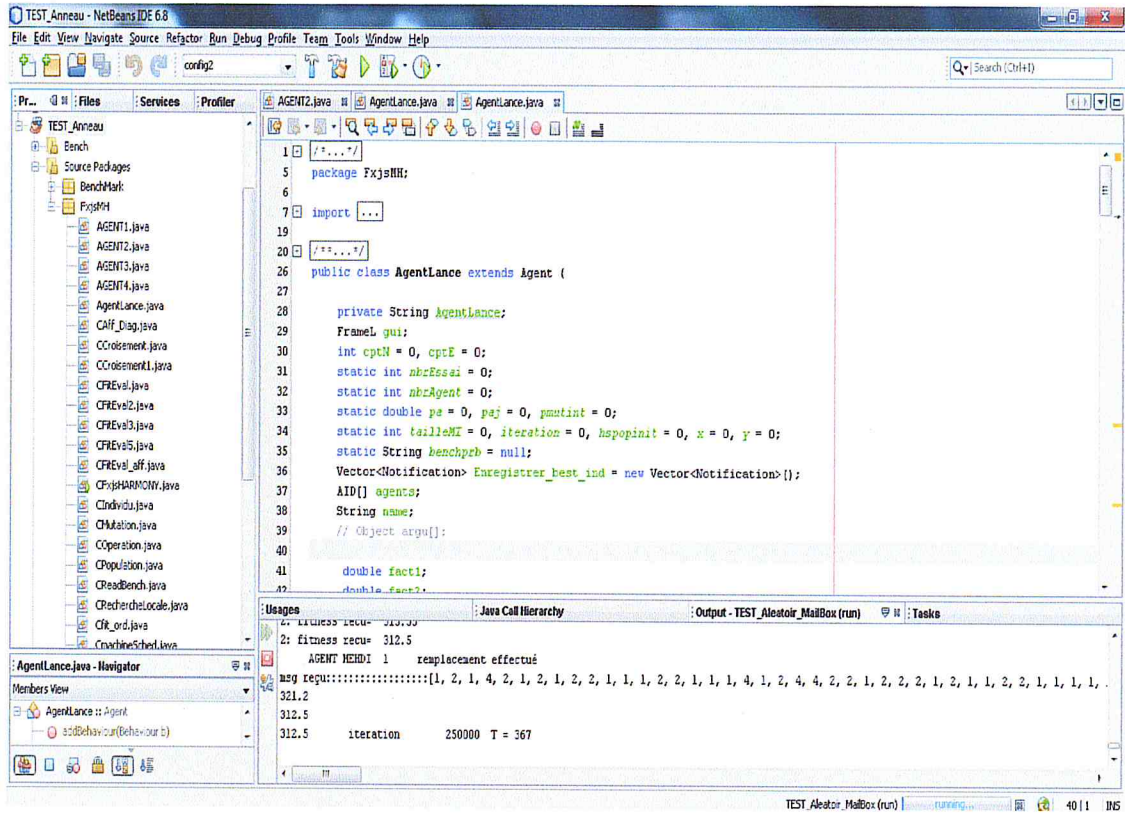 TEST_Anneau - NetBeans IDE 6.8
File Edit View Navigate Source Refactor Run Debug Profile Team Tools Window Help
config2
Search (Ctrl+I)
Pr... Files Services Profiler
AGENT2.java AgentLance.java AgentLance.java
TEST_Anneau
Bench
Source Packages
BenchMark
FxjsMH
AGENT1.java
AGENT2.java
AGENT3.java
AGENT4.java
AgentLance.java
CAff_Diag.java
CCroisement.java
CCroisement1.java
CFitEval.java
CFitEval2.java
CFitEval3.java
CFitEval5.java
CFitEval_aff.java
CFxjsHARMONY.java
CIndividu.java
CMutation.java
COperation.java
CPopulation.java
CReadBench.java
CRechercheLocale.java
Cfit_ord.java
CmachineSched.java
1 /*...*/
5 package FxjsMH;
6
7 import ...
19
20 /**...*/
26 public class AgentLance extends Agent {
27
28 private String AgentLance;
29 FrameL gui;
30 int cptN = 0, cptE = 0;
31 static int nbrEssai = 0;
32 static int nbrAgent = 0;
33 static double pa = 0, paj = 0, pmutint = 0;
34 static int tailleMI = 0, iteration = 0, hspopinit = 0, x = 0, y = 0;
35 static String benchprb = null;
36 Vector<Notification> Enregistrer_best_ind = new Vector<Notification>();
37 AID[] agents;
38 String name;
39 // Object argu[];
40
41 double fact1;
42 double fact2;
AgentLance.java - Navigator
Members View
AgentLance :: Agent
addBehaviour(Behaviour b)
Usages Java Call Hierarchy Output - TEST_Aleatoir_MailBox (run) Tasks
2: fitness recu= 313.35
2: fitness recu= 312.5
AGENT MEHDI 1 remplacement effectué
msg reçu::::::::::::::::::[1, 2, 1, 4, 2, 1, 2, 1, 2, 2, 1, 1, 1, 2, 2, 1, 1, 1, 4, 1, 2, 4, 4, 2, 2, 1, 2, 2, 2, 1, 2, 1, 1, 2, 2, 1, 1, 1, 1, .
321.2
312.5
312.5 iteration 250000 T = 367
TEST_Aleatoir_MailBox (run) running... 40 | 1 INS